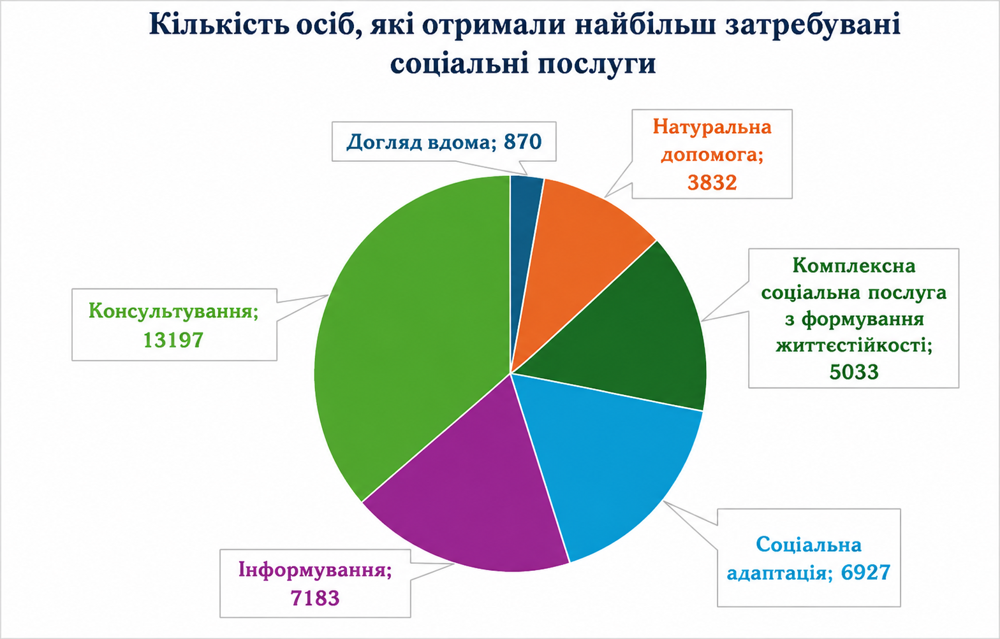 Кількість осіб, які отримали найбільш затребувані
соціальні послуги
Догляд вдома; 870
Натуральна
допомога;
3832
Комплексна
соціальна послуга
з формування
життєстійкості;
5033
Консультування;
13197
Соціальна
адаптація; 6927
Інформування;
7183